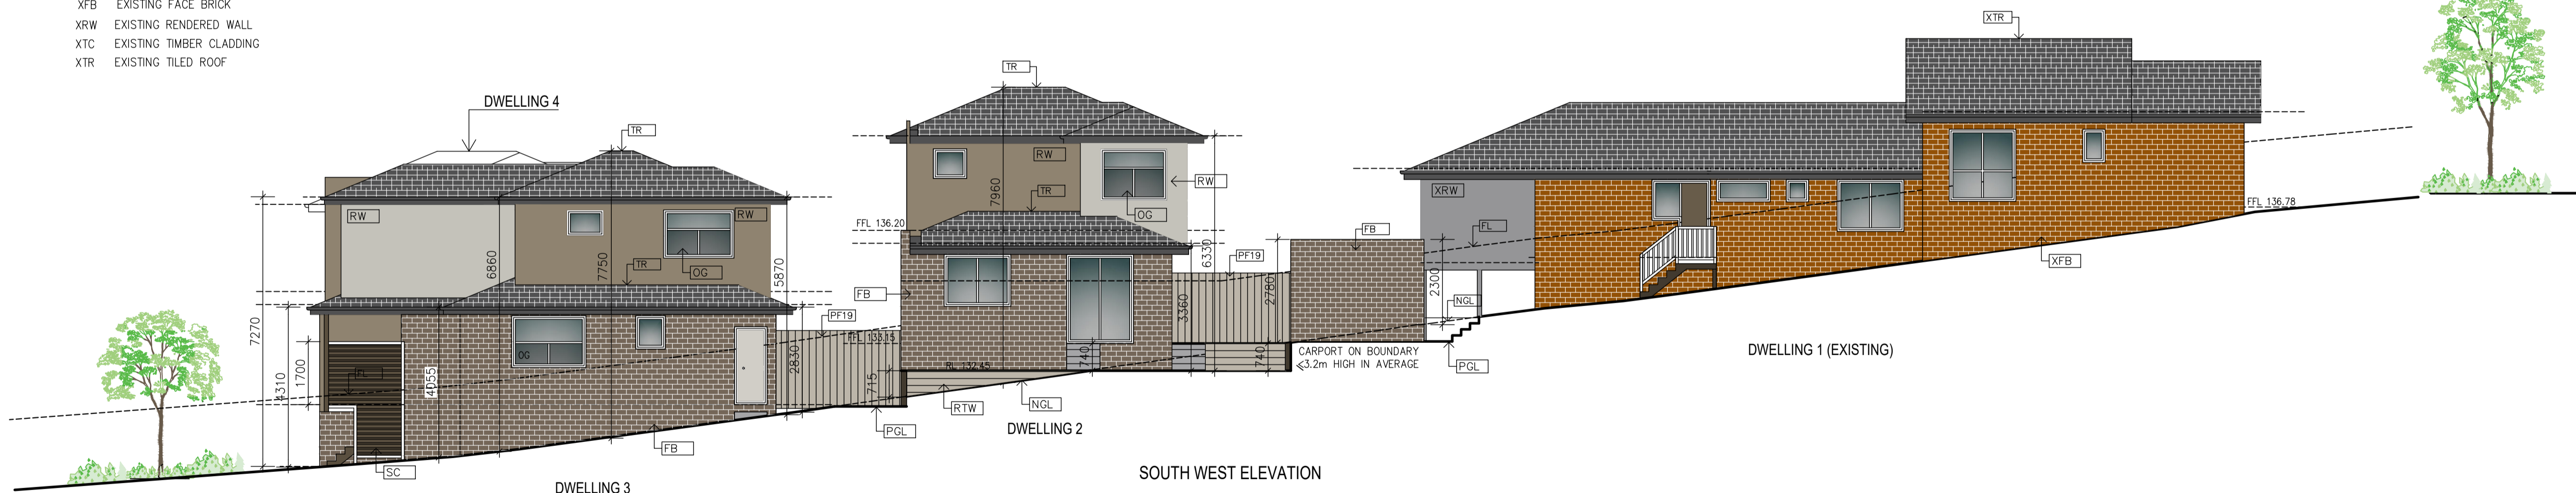 XFB EXISTING FACE BRICK
XRW EXISTING RENDERED WALL
XTC EXISTING TIMBER CLADDING
XTR EXISTING TILED ROOF
DWELLING 4
TR
RW
RW
6860
7750
TR
OG
5870
7270
4310
1700
FL
4055
OG
PF19
FFL 133.15
2830
715
SC
FB
DWELLING 3
PGL
RTW
NGL
DWELLING 2
TR
RW
7960
TR
RW
OG
FFL 136.20
FB
RL 132.45
740
3360
6330
PF19
2780
740
CARPORT ON BOUNDARY
<3.2m HIGH IN AVERAGE
FB
XRW
FL
2300
NGL
PGL
XTR
FFL 136.78
XFB
DWELLING 1 (EXISTING)
SOUTH WEST ELEVATION